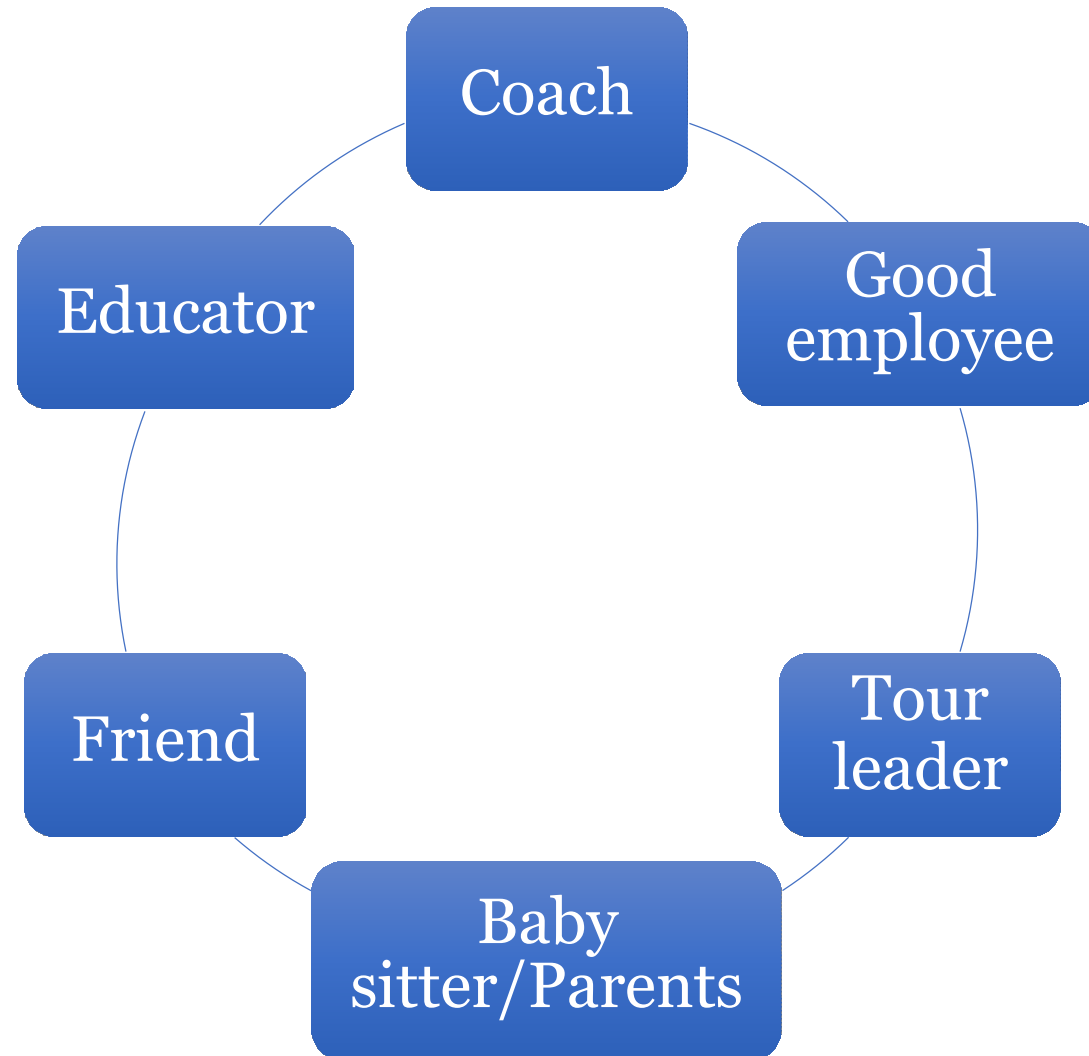 Coach
Good
employee
Tour
leader
Baby
sitter/Parents
Friend
Educator